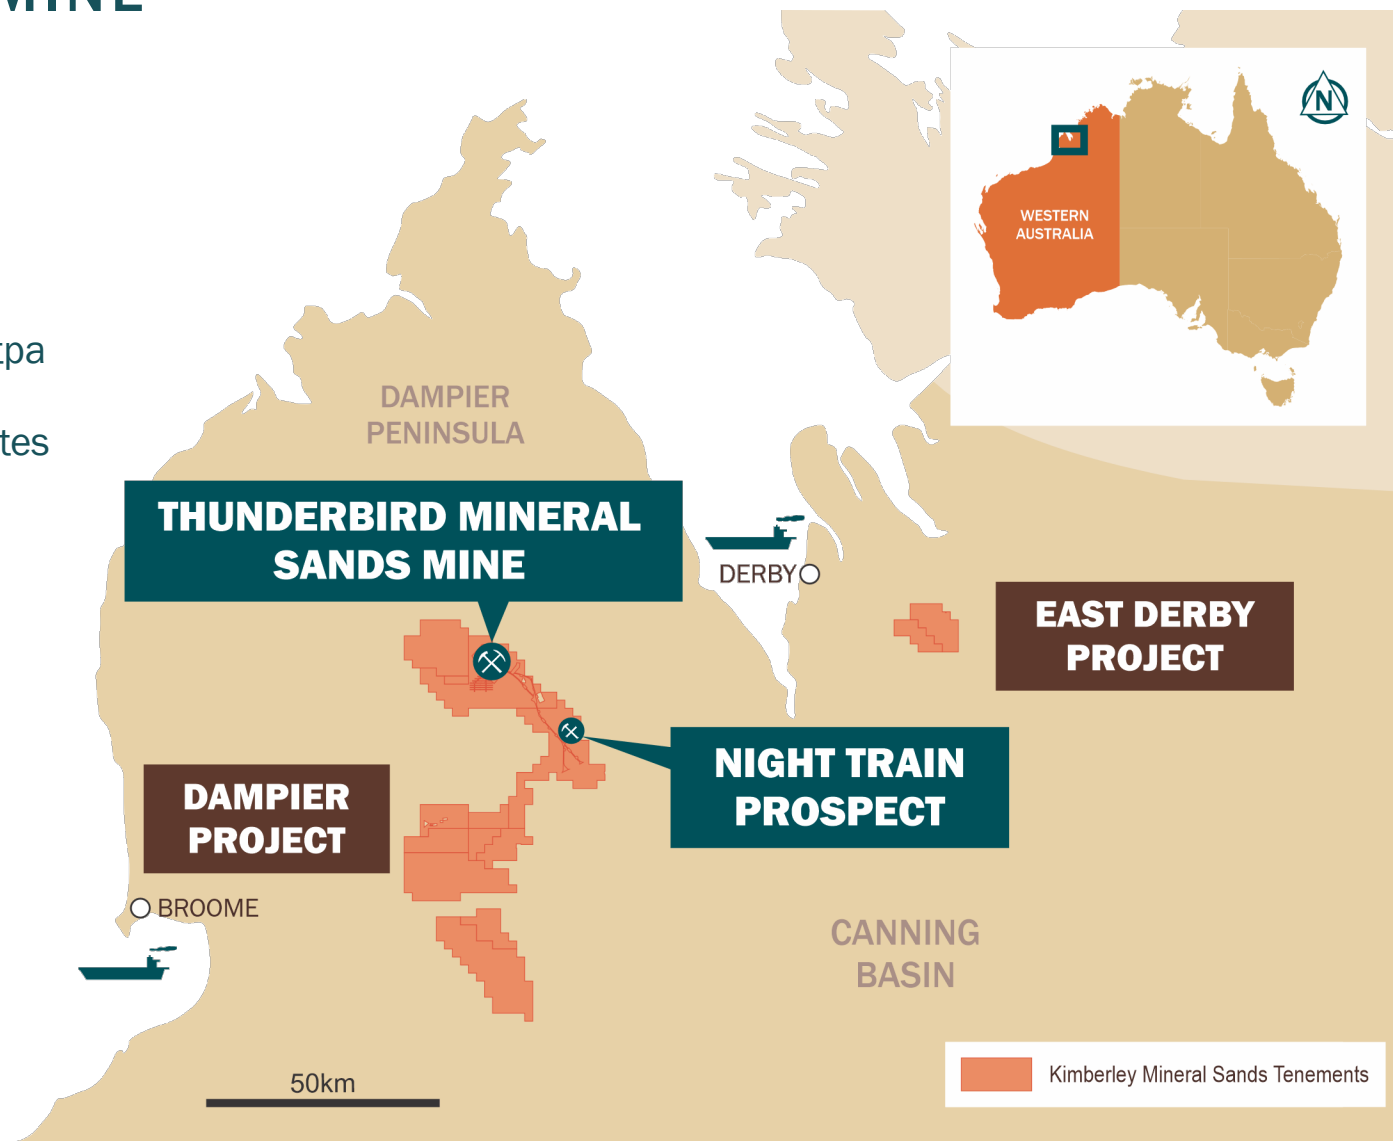 MINE
tpa
tes
N
WESTERN
AUSTRALIA
DAMPIER
PENINSULA
THUNDERBIRD MINERAL
SANDS MINE
DERBY
EAST DERBY
PROJECT
NIGHT TRAIN
PROSPECT
DAMPIER
PROJECT
BROOME
CANNING
BASIN
50km
Kimberley Mineral Sands Tenements